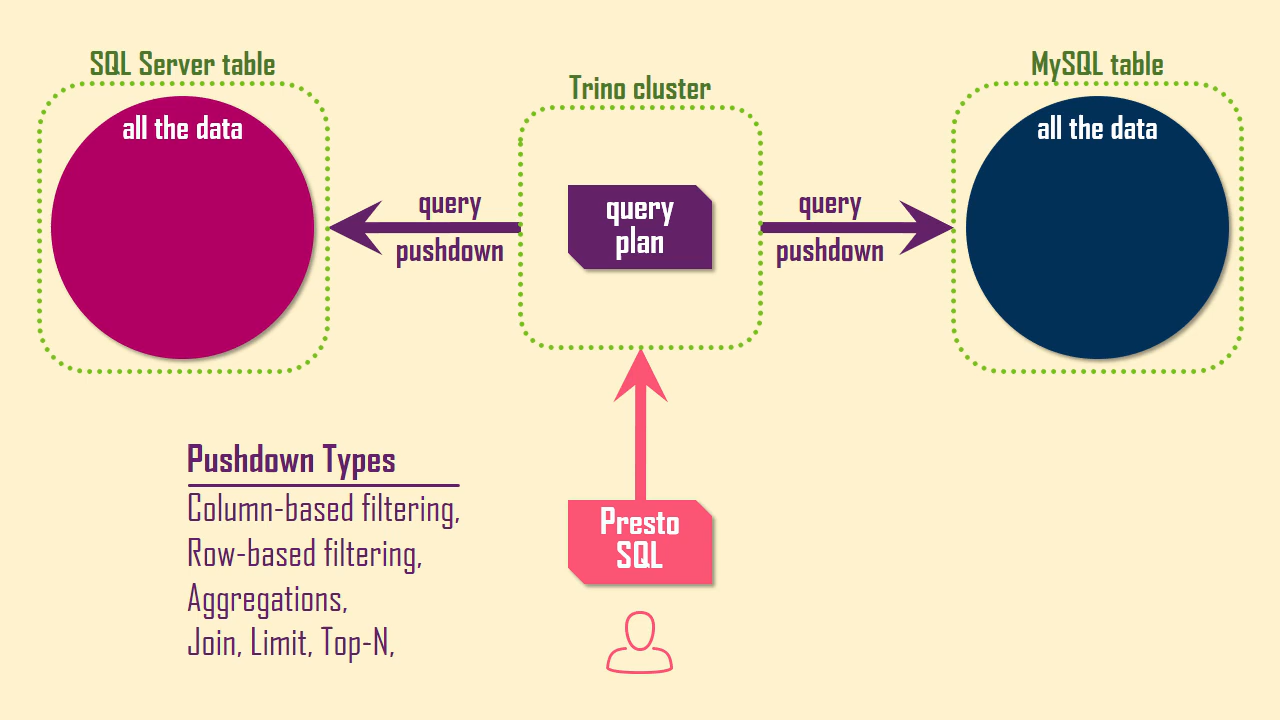 SQL Server table
all the data
query
pushdown
Trino cluster
query
plan
query
pushdown
MySQL table
all the data
Presto
SQL
Pushdown Types
Column-based filtering,
Row-based filtering,
Aggregations,
Join, Limit, Top-N,